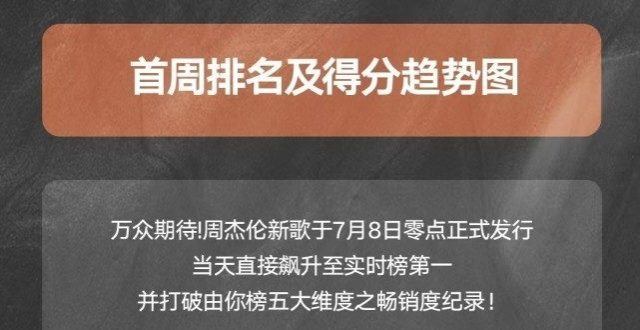 首周排名及得分趋势图
万众期待!周杰伦新歌于7月8日零点正式发行
当天直接飙升至实时榜第一
并打破由你榜五大维度之畅销度纪录！